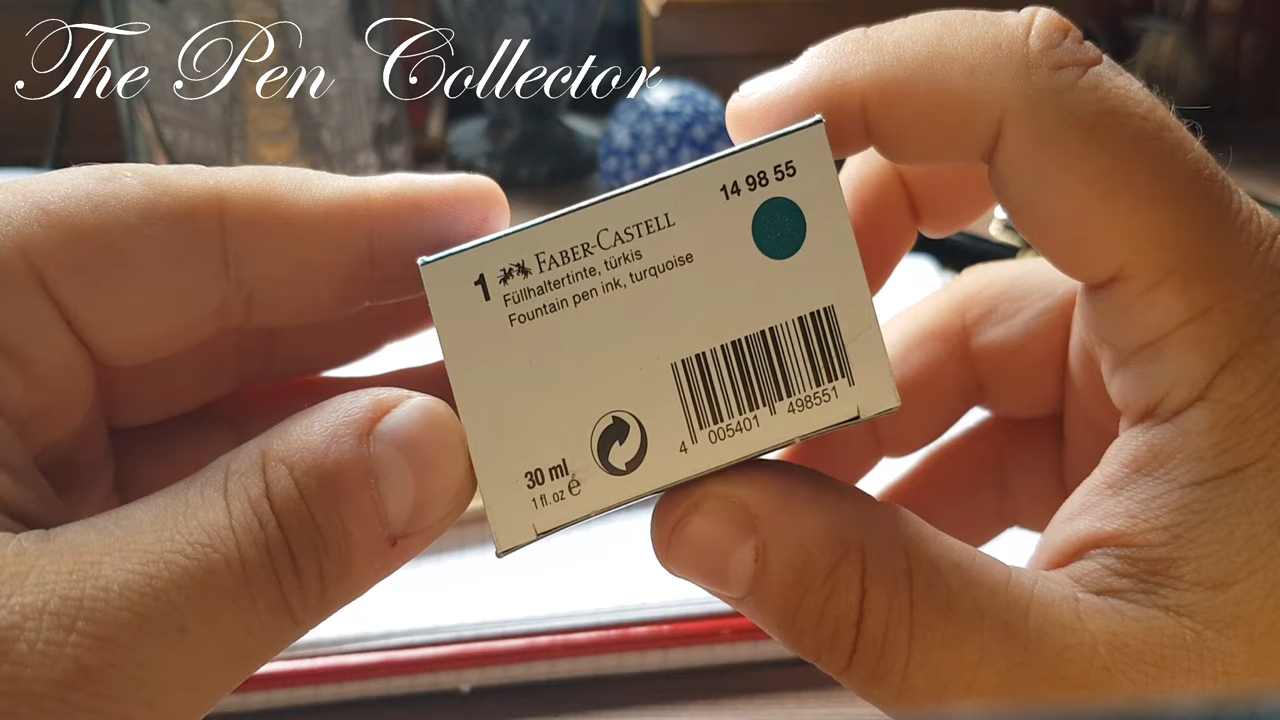 The Pen Collector
14 98 55
1 FABER-CASTELL
Füllhaltertinte, türkis
Fountain pen ink, turquoise
4 005401 498551
30 ml
1 fl. oz e